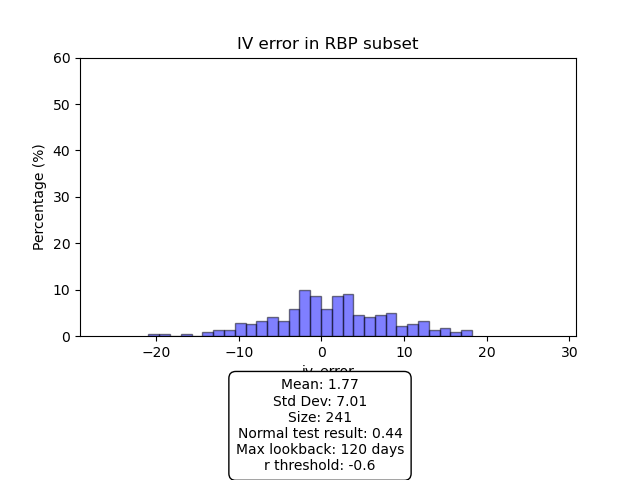 IV error in RBP subset
60
50
40
30
20
10
0
Percentage (%)
−20
−10
0
10
20
30
iv_error
Mean: 1.77
Std Dev: 7.01
Size: 241
Normal test result: 0.44
Max lookback: 120 days
r threshold: -0.6